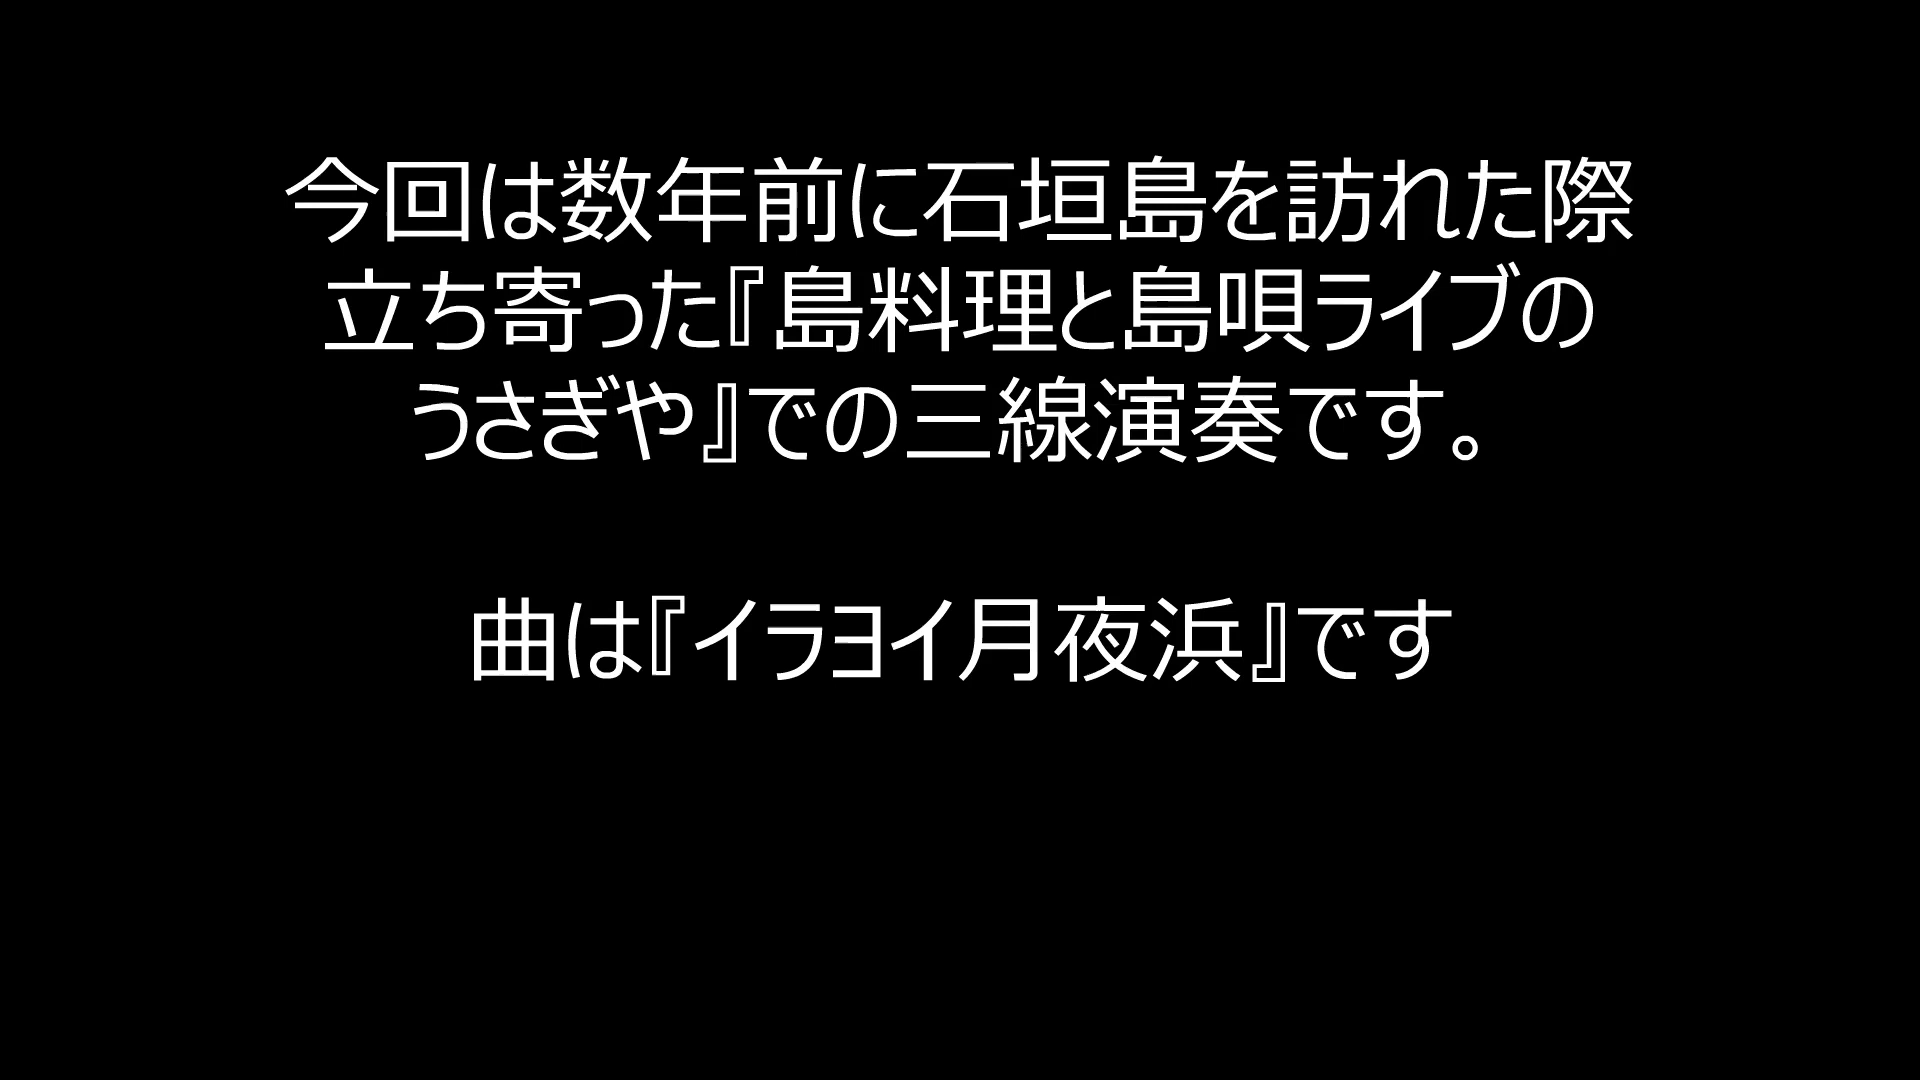 今回は数年前に石垣島を訪れた際
立ち寄った『島料理と島唄ライブの
うさぎや』での三線演奏です。
曲は『イラヨイ月夜浜』です